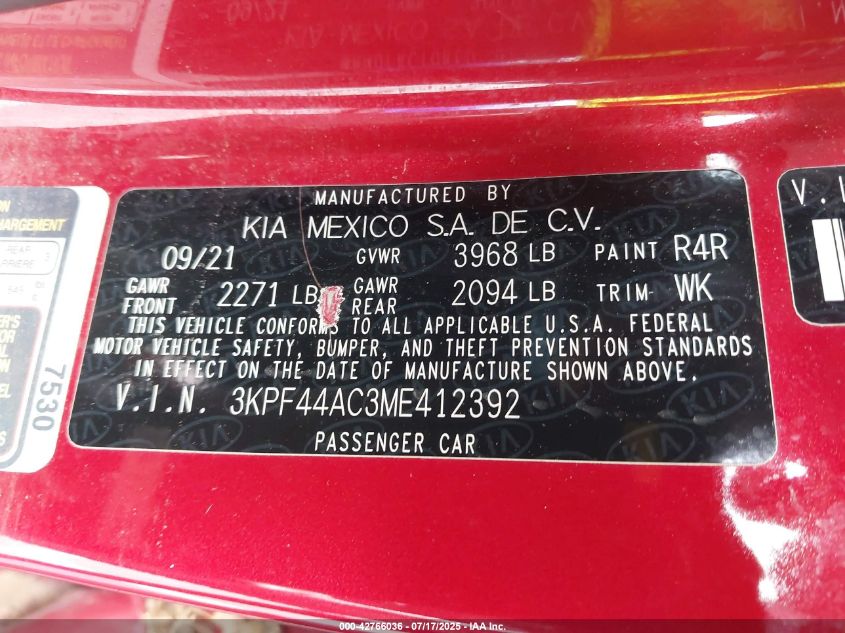 MANUFACTURED BY
KIA MEXICO S.A. DE C.V.
09/21 GVWR 3968 LB PAINT R4R
GAWR FRONT 2271 LB GAWR REAR 2094 LB TRIM- WK
THIS VEHICLE CONFORMS TO ALL APPLICABLE U.S.A. FEDERAL
MOTOR VEHICLE SAFETY, BUMPER, AND THEFT PREVENTION STANDARDS
IN EFFECT ON THE DATE OF MANUFACTURE SHOWN ABOVE.
V.I.N. 3KPF44AC3ME412392
PASSENGER CAR
7530
000-42766036 - 07/17/2025 - IAA Inc.